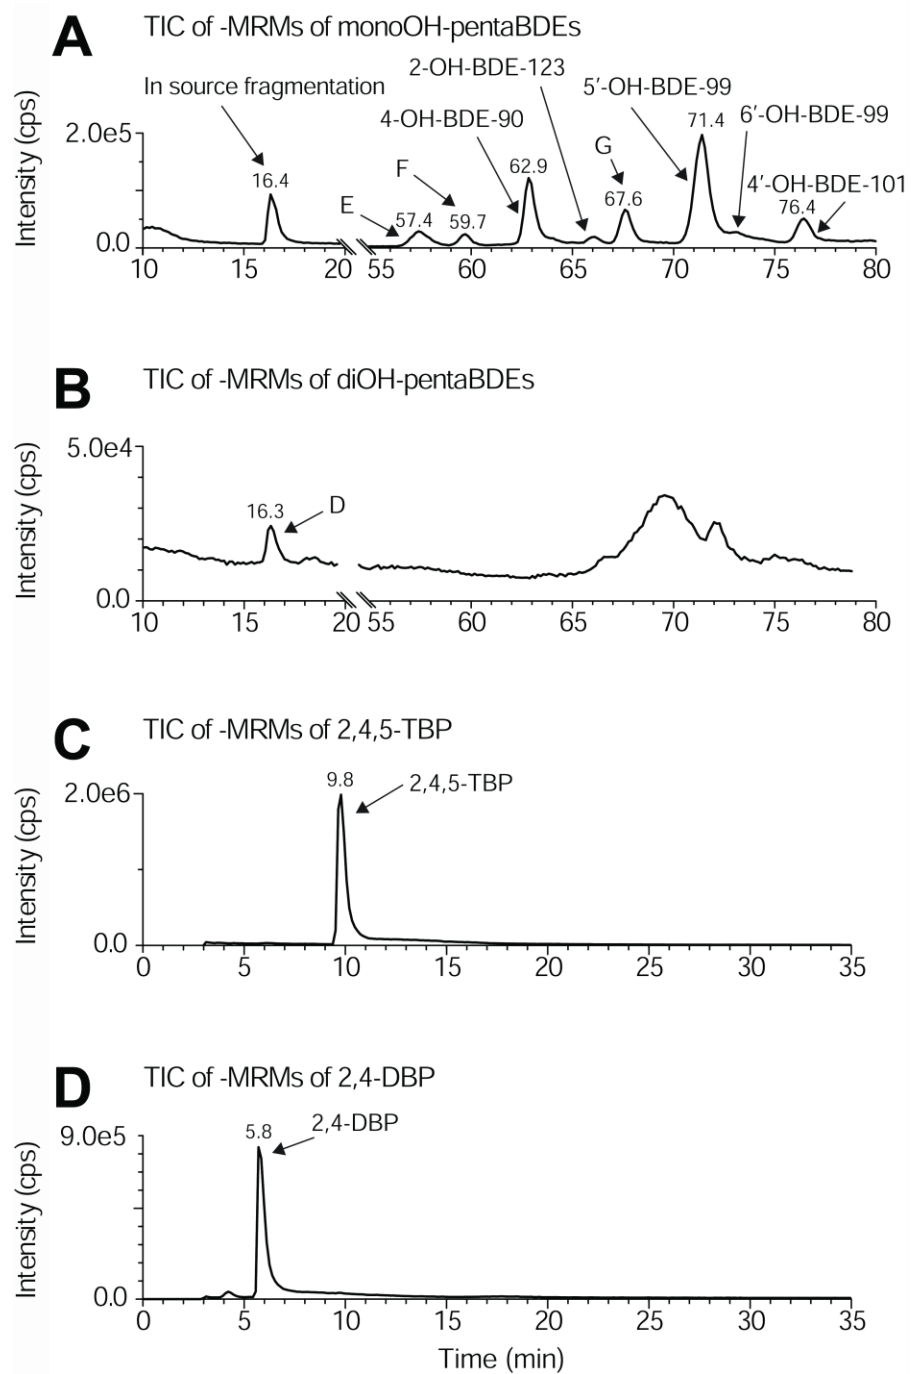 A TIC of -MRMs of monoOH-pentaBDEs
In source fragmentation
2-OH-BDE-123
5′-OH-BDE-99
4-OH-BDE-90
6′-OH-BDE-99
Intensity (cps)
2.0e5
0.0
16.4
E
57.4
F
59.7
62.9
G
67.6
71.4
4′-OH-BDE-101
76.4
10 15 20 55 60 65 70 75 80
B TIC of -MRMs of diOH-pentaBDEs
Intensity (cps)
5.0e4
0.0
16.3
D
10 15 20 55 60 65 70 75 80
C TIC of -MRMs of 2,4,5-TBP
Intensity (cps)
2.0e6
0.0
9.8
2,4,5-TBP
0 5 10 15 20 25 30 35
D TIC of -MRMs of 2,4-DBP
Intensity (cps)
9.0e5
0.0
5.8
2,4-DBP
0 5 10 15 20 25 30 35
Time (min)